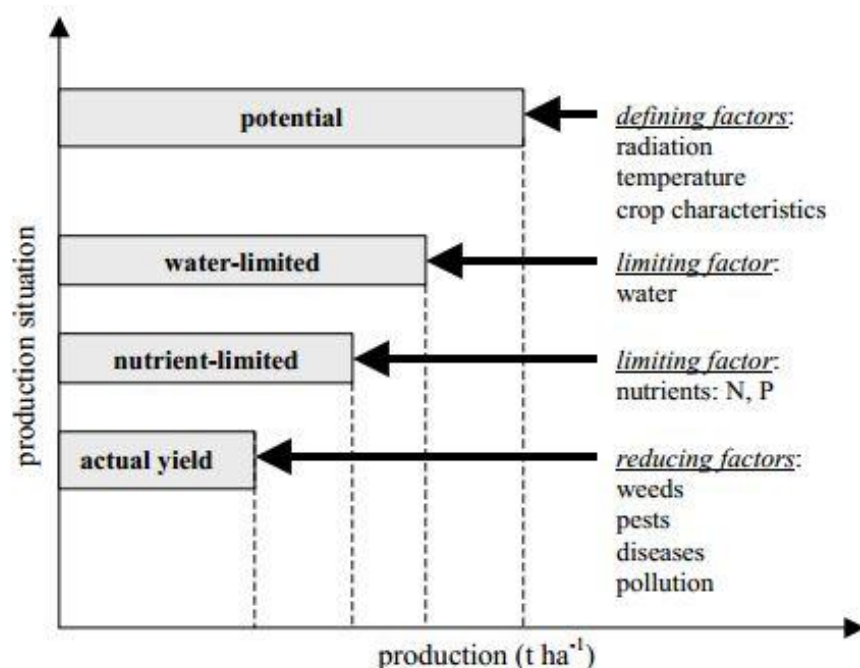 potential
defining factors:
radiation
temperature
crop characteristics
water-limited
limiting factor:
water
nutrient-limited
limiting factor:
nutrients: N, P
actual yield
reducing factors:
weeds
pests
diseases
pollution
production situation
production (t ha⁻¹)